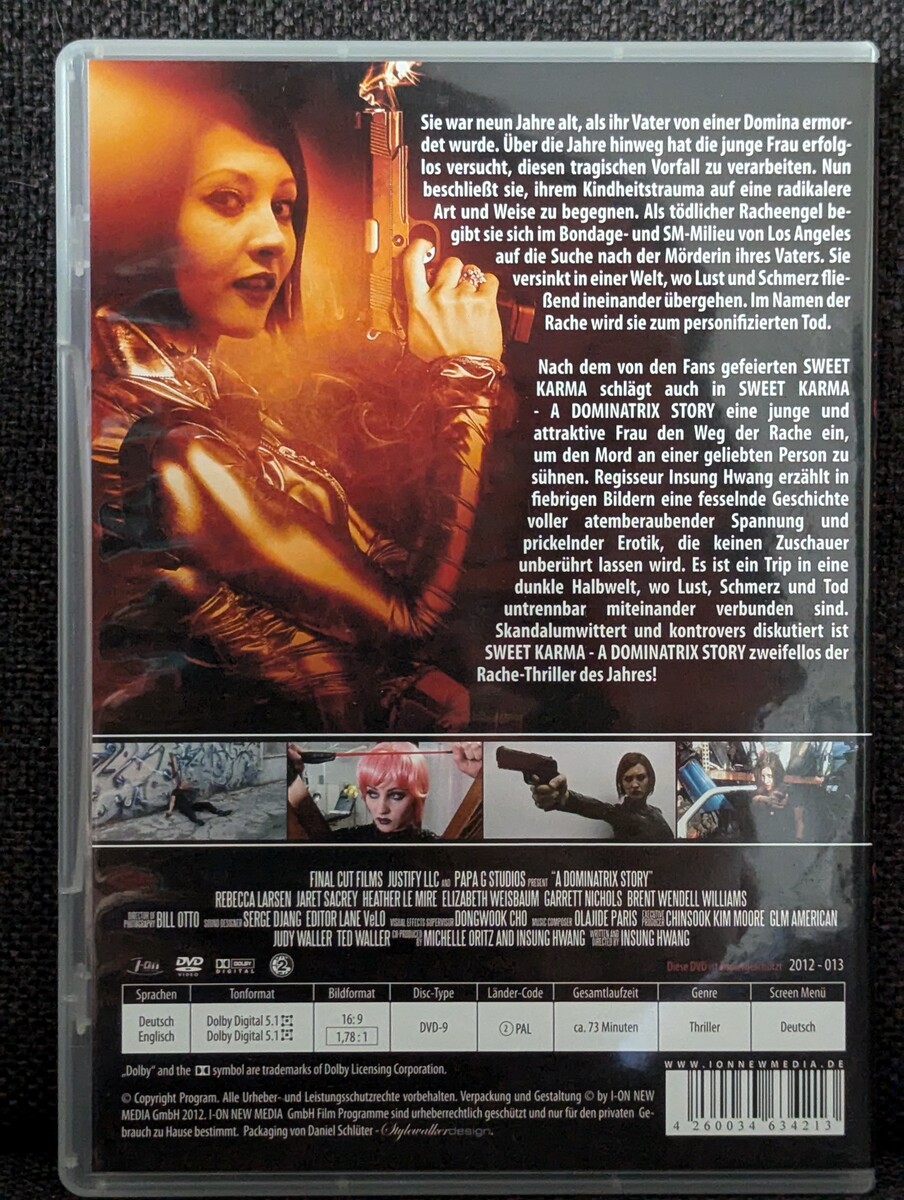 Sie war neun Jahre alt, als ihr Vater von einer Domina ermor-
det wurde. Über die Jahre hinweg hat die junge Frau erfolg-
los versucht, diesen tragischen Vorfall zu verarbeiten. Nun
beschließt sie, ihrem Kindheitstrauma auf eine radikalere
Art und Weise zu begegnen. Als tödlicher Racheengel be-
gibt sie sich im Bondage- und SM-Milieu von Los Angeles
auf die Suche nach der Mörderin ihres Vaters. Sie
versinkt in einer Welt, wo Lust und Schmerz flie-
ßend ineinander übergehen. Im Namen der
Rache wird sie zum personifizierten Tod.
Nach dem von den Fans gefeierten SWEET
KARMA schlägt auch in SWEET KARMA
- A DOMINATRIX STORY eine junge und
attraktive Frau den Weg der Rache ein,
um den Mord an einer geliebten Person zu
sühnen. Regisseur Insung Hwang erzählt in
fiebrigen Bildern eine fesselnde Geschichte
voller atemberaubender Spannung und
prickelnder Erotik, die keinen Zuschauer
unberührt lassen wird. Es ist ein Trip in eine
dunkle Halbwelt, wo Lust, Schmerz und Tod
untrennbar miteinander verbunden sind.
Skandalumwittert und kontrovers diskutiert ist
SWEET KARMA - A DOMINATRIX STORY zweifellos der
Rache-Thriller des Jahres!
FINAL CUT FILMS JUSTIFY LLC AND PAPA G STUDIOS PRESENT "A DOMINATRIX STORY"
REBECCA LARSEN JARET SACREY HEATHER LE MIRE ELIZABETH WEISBAUM GARRETT NICHOLS BRENT WENDELL WILLIAMS
DIRECTOR OF PHOTOGRAPHY BILL OTTO SOUND DESIGNER SERGE DJANG EDITOR LANE VeLO VISUAL EFFECTS SUPERVISOR DONGWOOK CHO MUSIC COMPOSER OLAJDE PARIS EXECUTIVE PRODUCERS CHINSOOK KIM MOORE GLM AMERICAN
JUDY WALLER TED WALLER CO-PRODUCED BY MICHELLE ORITZ AND INSUNG HWANG WRITTEN AND DIRECTED BY INSUNG HWANG
I-On DVD VIDEO DOLBY DIGITAL 2 Diese DVD ist 2012 - 013
Sprachen Tonformat Bildformat Disc-Type Länder-Code Gesamtlaufzeit Genre Screen Menü
Deutsch Dolby Digital 5.1 16:9 DVD-9 2 PAL ca. 73 Minuten Thriller Deutsch
Englisch Dolby Digital 5.1 1,78 : 1
„Dolby" and the symbol are trademarks of Dolby Licensing Corporation.
WWW.IONNEWMEDIA.DE
© Copyright Program. Alle Urheber- und Leistungsschutzrechte vorbehalten. Verpackung und Gestaltung © by I-ON NEW
MEDIA GmbH 2012. I-ON NEW MEDIA GmbH Film Programme sind urheberrechtlich geschützt und nur für den privaten Ge-
brauch zu Hause bestimmt. Packaging von Daniel Schlüter - Stylewalkerdesign.
4 260034 634213